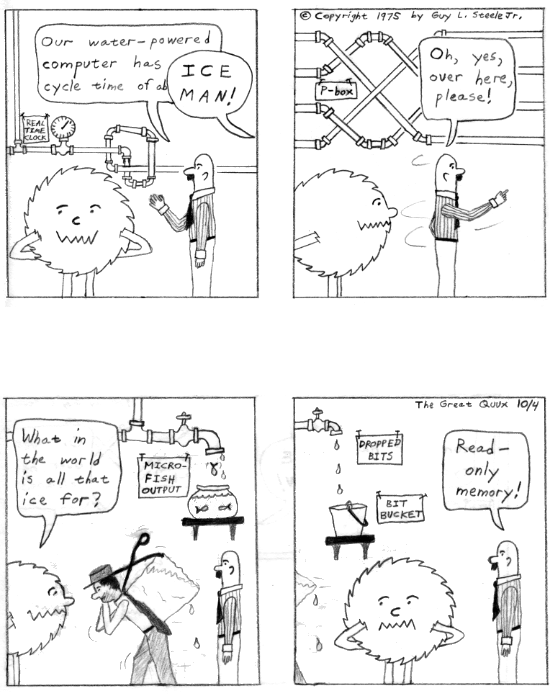 Our water-powered
computer has
cycle time of ab
ICE
MAN!
REAL
TIME
CLOCK
© Copyright 1975 by Guy L. Steele Jr.
P-box
Oh, yes,
over here,
please!
What in
the world
is all that
ice for?
MICRO-
FISH
OUTPUT
The Great Quux 10/4
DROPPED
BITS
BIT
BUCKET
Read-
only
memory!